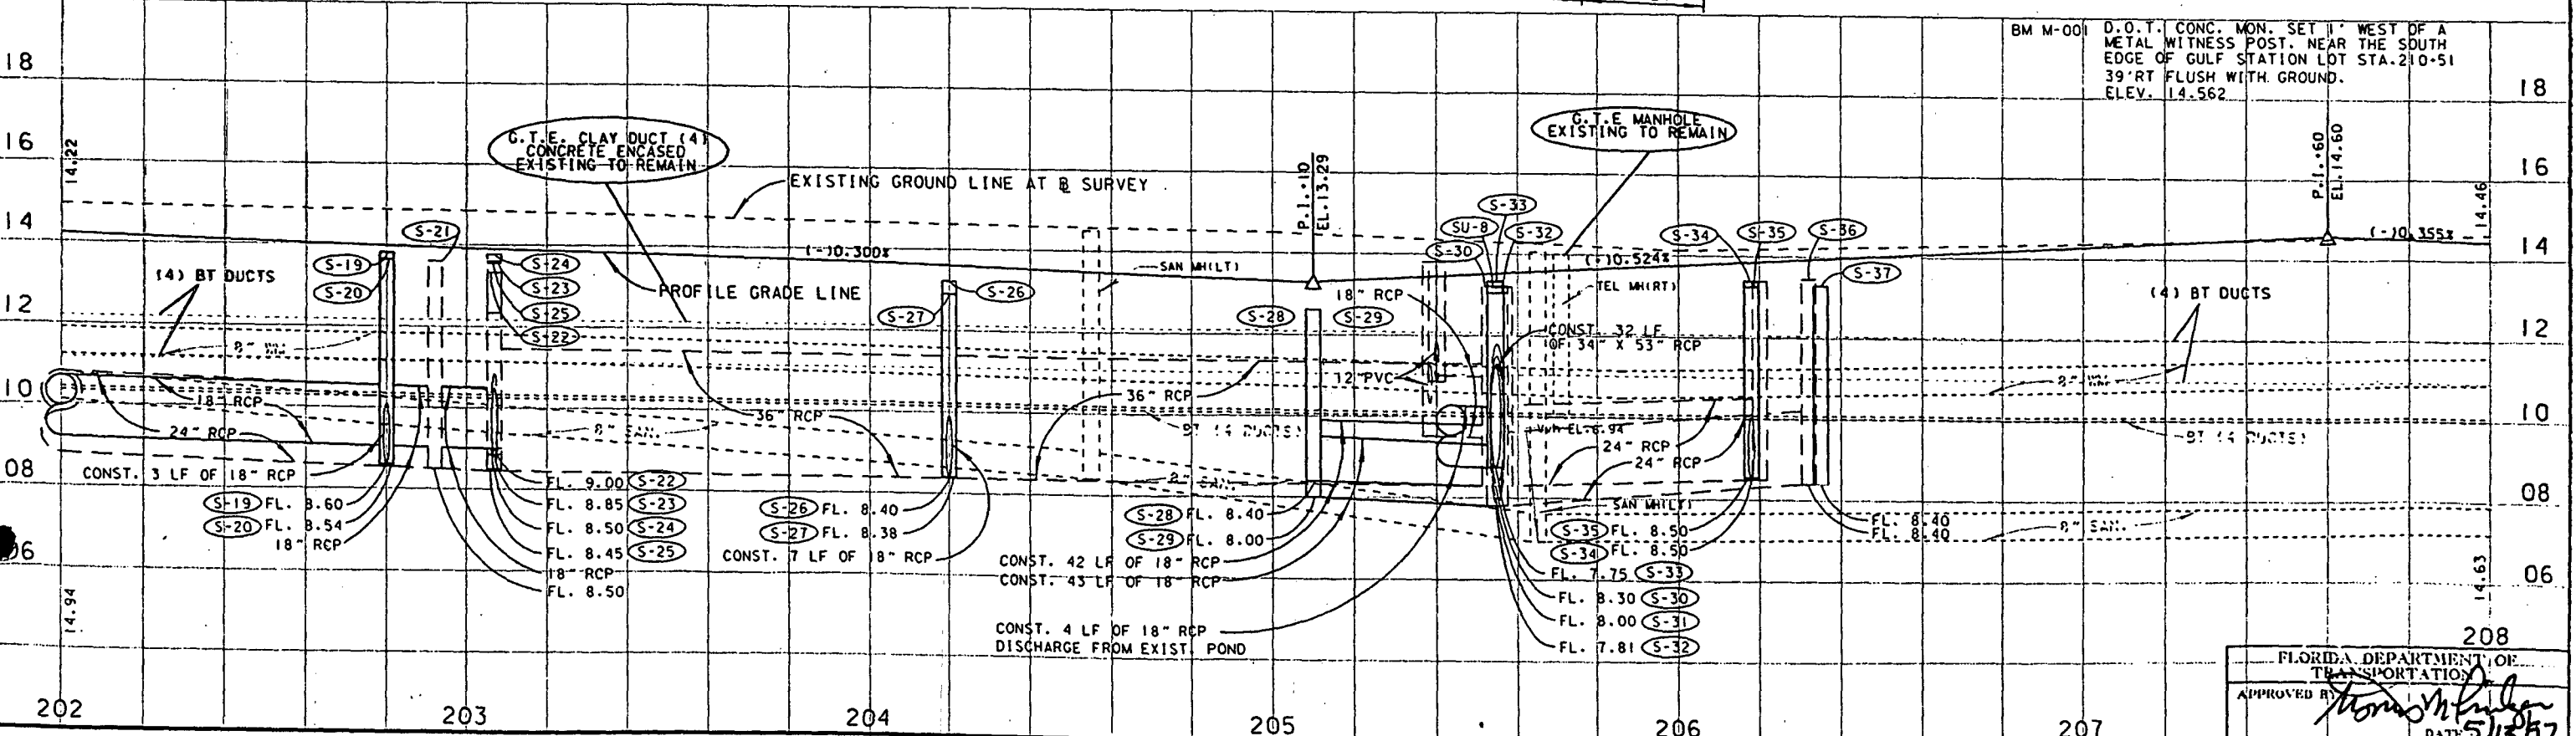 BM M-001 D.O.T. CONC. MON. SET 1' WEST OF A
METAL WITNESS POST. NEAR THE SOUTH
EDGE OF GULF STATION LOT STA.210+51
39'RT FLUSH WITH GROUND.
ELEV. 14.562
18
16
14
12
10
08
06
18
16
14
12
10
08
06
14.22
14.94
G.T.E. CLAY DUCT (4)
CONCRETE ENCASED
EXISTING TO REMAIN
G.T.E MANHOLE
EXISTING TO REMAIN
EXISTING GROUND LINE AT B SURVEY
P.I.+10
EL.13.29
P.I.+60
EL.14.60
14.46
14.63
(-)0.300%
(-)0.355%
SAN MH(LT)
PROFILE GRADE LINE
TEL MH(RT)
(4) BT DUCTS
(4) BT DUCTS
S-19
S-20
S-21
S-24
S-23
S-25
S-22
S-26
S-27
S-28
S-29
S-30
SU-8
S-33
S-32
S-34
S-35
S-36
S-37
8" WM
18" RCP
24" RCP
8" SAN.
36" RCP
36" RCP
BT (4 DUCTS)
18" RCP
12" PVC
CONST. 32 LF
OF 34" X 53" RCP
24" RCP
24" RCP
8" WM
BT (4 DUCTS)
8" SAN.
8" SAN.
SAN MH(LT)
CONST. 3 LF OF 18" RCP
S-19 FL. 8.60
S-20 FL. 8.54
18" RCP
FL. 9.00 S-22
FL. 8.85 S-23
FL. 8.50 S-24
FL. 8.45 S-25
18" RCP
FL. 8.50
S-26 FL. 8.40
S-27 FL. 8.38
CONST. 7 LF OF 18" RCP
S-28 FL. 8.40
S-29 FL. 8.00
CONST. 42 LF OF 18" RCP
CONST. 43 LF OF 18" RCP
CONST. 4 LF OF 18" RCP
DISCHARGE FROM EXIST. POND
S-35 FL. 8.50
S-34 FL. 8.50
FL. 7.75 S-33
FL. 8.30 S-30
FL. 8.00 S-31
FL. 7.81 S-32
FL. 8.40
FL. 8.40
202
203
204
205
206
207
208
FLORIDA DEPARTMENT OF
TRANSPORTATION
APPROVED BY
DATE